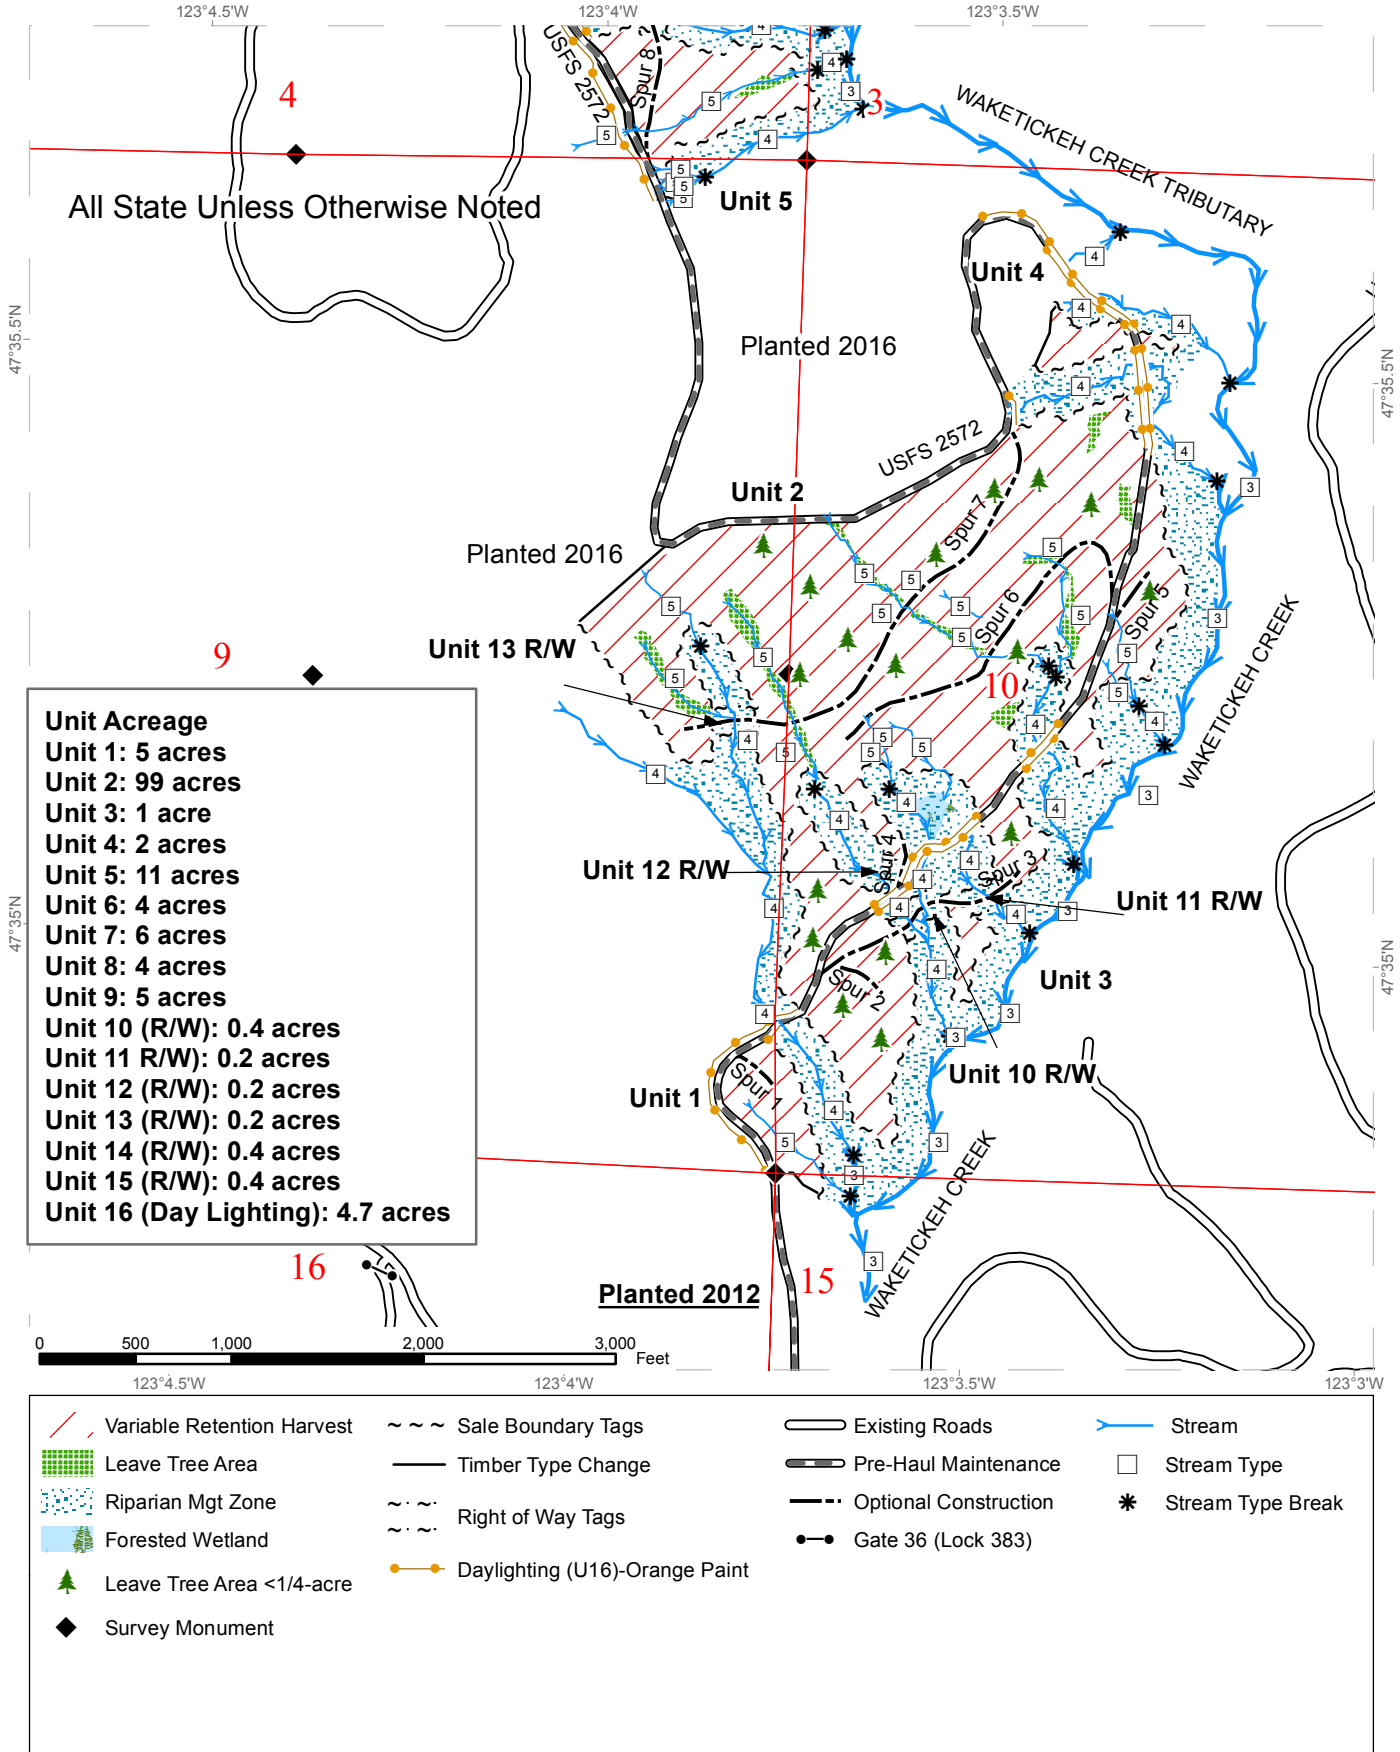 123°4.5'W
123°4'W
123°3.5'W
4
3
USFS 2572
Spur 8
WAKETICKEH CREEK TRIBUTARY
All State Unless Otherwise Noted
Unit 5
Unit 4
47°35.5'N
47°35.5'N
Planted 2016
USFS 2572
Unit 2
Planted 2016
Spur 7
Spur 6
Spur 5
Unit 13 R/W
9
10
WAKETICKEH CREEK
Unit Acreage
Unit 1: 5 acres
Unit 2: 99 acres
Unit 3: 1 acre
Unit 4: 2 acres
Unit 5: 11 acres
Unit 6: 4 acres
Unit 7: 6 acres
Unit 8: 4 acres
Unit 9: 5 acres
Unit 10 (R/W): 0.4 acres
Unit 11 R/W): 0.2 acres
Unit 12 (R/W): 0.2 acres
Unit 13 (R/W): 0.2 acres
Unit 14 (R/W): 0.4 acres
Unit 15 (R/W): 0.4 acres
Unit 16 (Day Lighting): 4.7 acres
Unit 12 R/W
Spur 4
Spur 3
Unit 11 R/W
47°35'N
47°35'N
Unit 3
Spur 2
Unit 10 R/W
Spur 1
Unit 1
WAKETICKEH CREEK
16
15
Planted 2012
0 500 1,000 2,000 3,000
Feet
123°4.5'W
123°4'W
123°3.5'W
123°3'W
Variable Retention Harvest
Leave Tree Area
Riparian Mgt Zone
Forested Wetland
Leave Tree Area <1/4-acre
Survey Monument
Sale Boundary Tags
Timber Type Change
Right of Way Tags
Daylighting (U16)-Orange Paint
Existing Roads
Pre-Haul Maintenance
Optional Construction
Gate 36 (Lock 383)
Stream
Stream Type
Stream Type Break